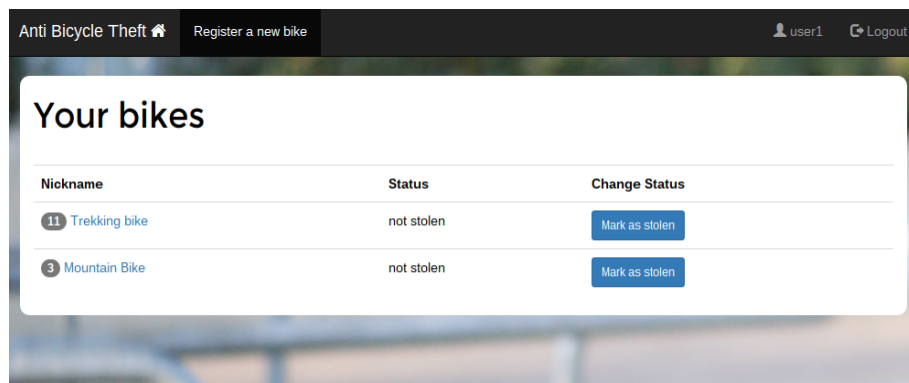 Anti Bicycle Theft Register a new bike user1 Logout
Your bikes
Nickname Status Change Status
11 Trekking bike not stolen Mark as stolen
3 Mountain Bike not stolen Mark as stolen